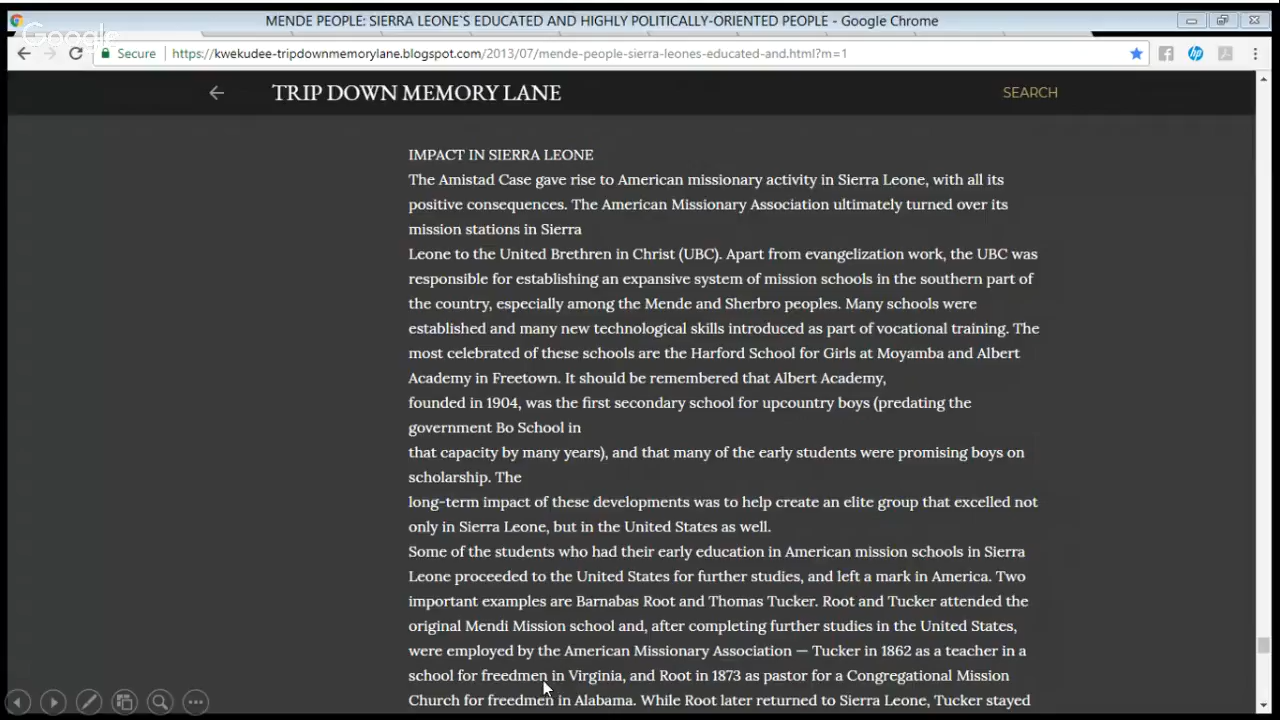 MENDE PEOPLE: SIERRA LEONE`S EDUCATED AND HIGHLY POLITICALLY-ORIENTED PEOPLE - Google Chrome
Google
Secure https://kwekudee-tripdownmemorylane.blogspot.com/2013/07/mende-people-sierra-leones-educated-and.html?m=1
TRIP DOWN MEMORY LANE SEARCH
IMPACT IN SIERRA LEONE
The Amistad Case gave rise to American missionary activity in Sierra Leone, with all its
positive consequences. The American Missionary Association ultimately turned over its
mission stations in Sierra
Leone to the United Brethren in Christ (UBC). Apart from evangelization work, the UBC was
responsible for establishing an expansive system of mission schools in the southern part of
the country, especially among the Mende and Sherbro peoples. Many schools were
established and many new technological skills introduced as part of vocational training. The
most celebrated of these schools are the Harford School for Girls at Moyamba and Albert
Academy in Freetown. It should be remembered that Albert Academy,
founded in 1904, was the first secondary school for upcountry boys (predating the
government Bo School in
that capacity by many years), and that many of the early students were promising boys on
scholarship. The
long-term impact of these developments was to help create an elite group that excelled not
only in Sierra Leone, but in the United States as well.
Some of the students who had their early education in American mission schools in Sierra
Leone proceeded to the United States for further studies, and left a mark in America. Two
important examples are Barnabas Root and Thomas Tucker. Root and Tucker attended the
original Mendi Mission school and, after completing further studies in the United States,
were employed by the American Missionary Association — Tucker in 1862 as a teacher in a
school for freedmen in Virginia, and Root in 1873 as pastor for a Congregational Mission
Church for freedmen in Alabama. While Root later returned to Sierra Leone, Tucker stayed